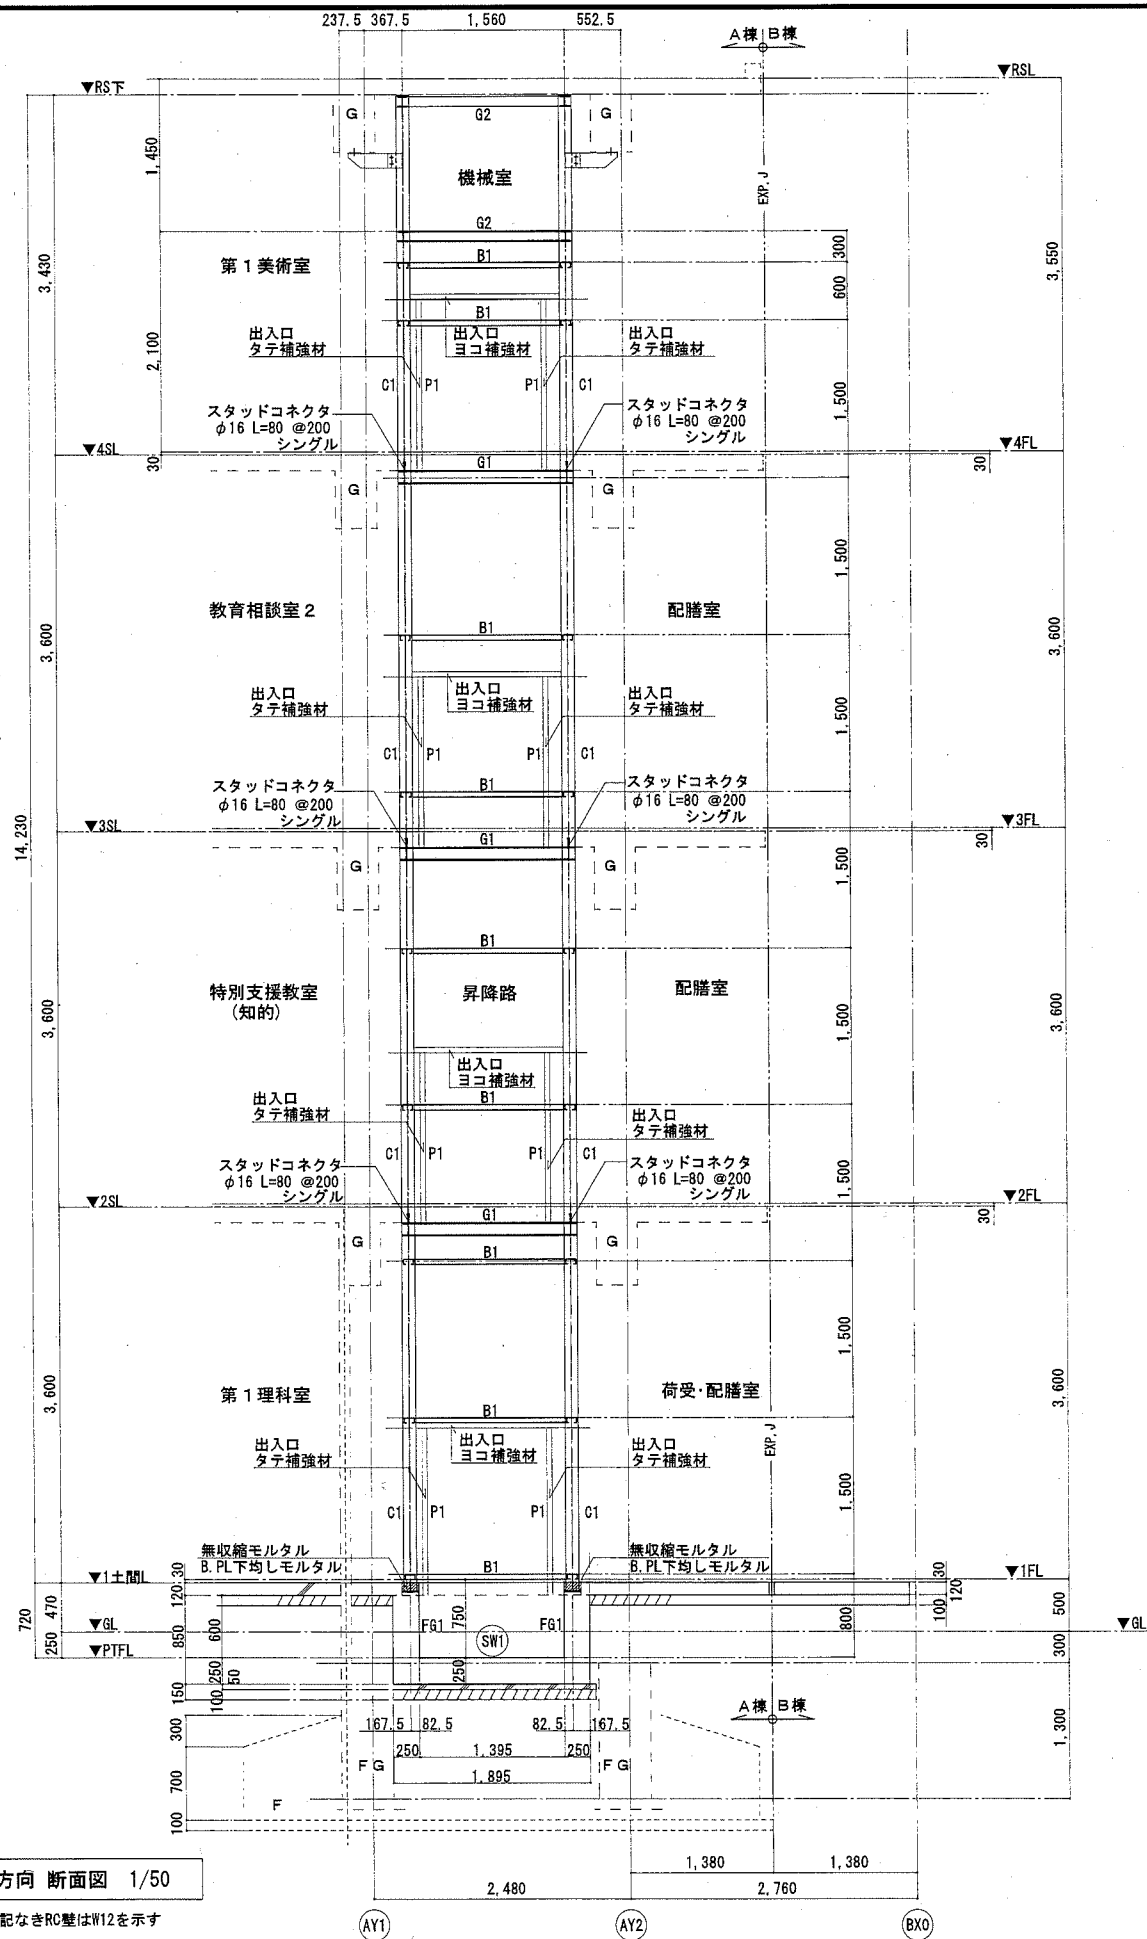 237.5 367.5 1,560 552.5
A棟 B棟
▼RS下
▼RSL
G
G2
G
1,450
機械室
EXP.J
G2
3,430
第1美術室
B1
300
3,550
600
B1
出入口
タテ補強材
出入口
ヨコ補強材
出入口
タテ補強材
2,100
C1 P1 P1 C1
1,500
スタッドコネクタ
φ16 L=80 @200
シングル
スタッドコネクタ
φ16 L=80 @200
シングル
▼4SL
▼4FL
30
G1
30
G
G
1,500
教育相談室2
配膳室
3,600
B1
3,600
出入口
タテ補強材
出入口
ヨコ補強材
出入口
タテ補強材
1,500
C1 P1 P1 C1
スタッドコネクタ
φ16 L=80 @200
シングル
B1
スタッドコネクタ
φ16 L=80 @200
シングル
14,230
▼3SL
▼3FL
G1
30
G
G
1,500
B1
特別支援教室
(知的)
昇降路
配膳室
3,600
1,500
3,600
出入口
ヨコ補強材
B1
出入口
タテ補強材
出入口
タテ補強材
C1 P1 P1 C1
スタッドコネクタ
φ16 L=80 @200
シングル
スタッドコネクタ
φ16 L=80 @200
シングル
1,500
▼2SL
▼2FL
G1
30
G
B1
G
1,500
3,600
第1理科室
荷受・配膳室
3,600
B1
出入口
タテ補強材
出入口
ヨコ補強材
出入口
タテ補強材
EXP.J
1,500
C1 P1 P1 C1
無収縮モルタル
B.PL下均しモルタル
無収縮モルタル
B.PL下均しモルタル
▼1土間L
30
B1
30
▼1FL
120
120
720
470
600
FG1
750
FG1
800
100
500
▼GL
850
SW1
▼GL
250
▼PTFL
300
250
50
250
150
100
A棟 B棟
300
167.5 82.5 82.5 167.5
1,300
250 1,395 250
FG
FG
1,895
700
F
100
1,380 1,380
方向 断面図 1/50
2,480 2,760
記なきRC壁はW12を示す
AY1 AY2 BX0